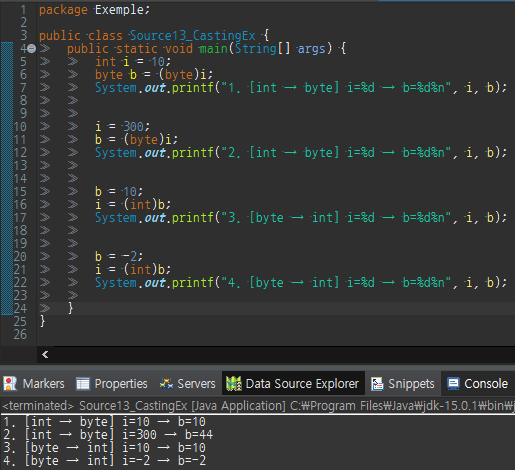 1 package Exemple;
2
3 public class Source13_CastingEx {
4 public static void main(String[] args) {
5 int i = 10;
6 byte b = (byte)i;
7 System.out.printf("1. [int → byte] i=%d → b=%d%n", i, b);
8
9
10 i = 300;
11 b = (byte)i;
12 System.out.printf("2. [int → byte] i=%d → b=%d%n", i, b);
13
14
15 b = 10;
16 i = (int)b;
17 System.out.printf("3. [byte → int] i=%d → b=%d%n", i, b);
18
19
20 b = -2;
21 i = (int)b;
22 System.out.printf("4. [byte → int] i=%d → b=%d%n", i, b);
23
24 }
25 }
26
Markers Properties Servers Data Source Explorer Snippets Console
<terminated> Source13_CastingEx [Java Application] C:₩Program Files₩Java₩jdk-15.0.1₩bin₩j
1. [int → byte] i=10 → b=10
2. [int → byte] i=300 → b=44
3. [byte → int] i=10 → b=10
4. [byte → int] i=-2 → b=-2